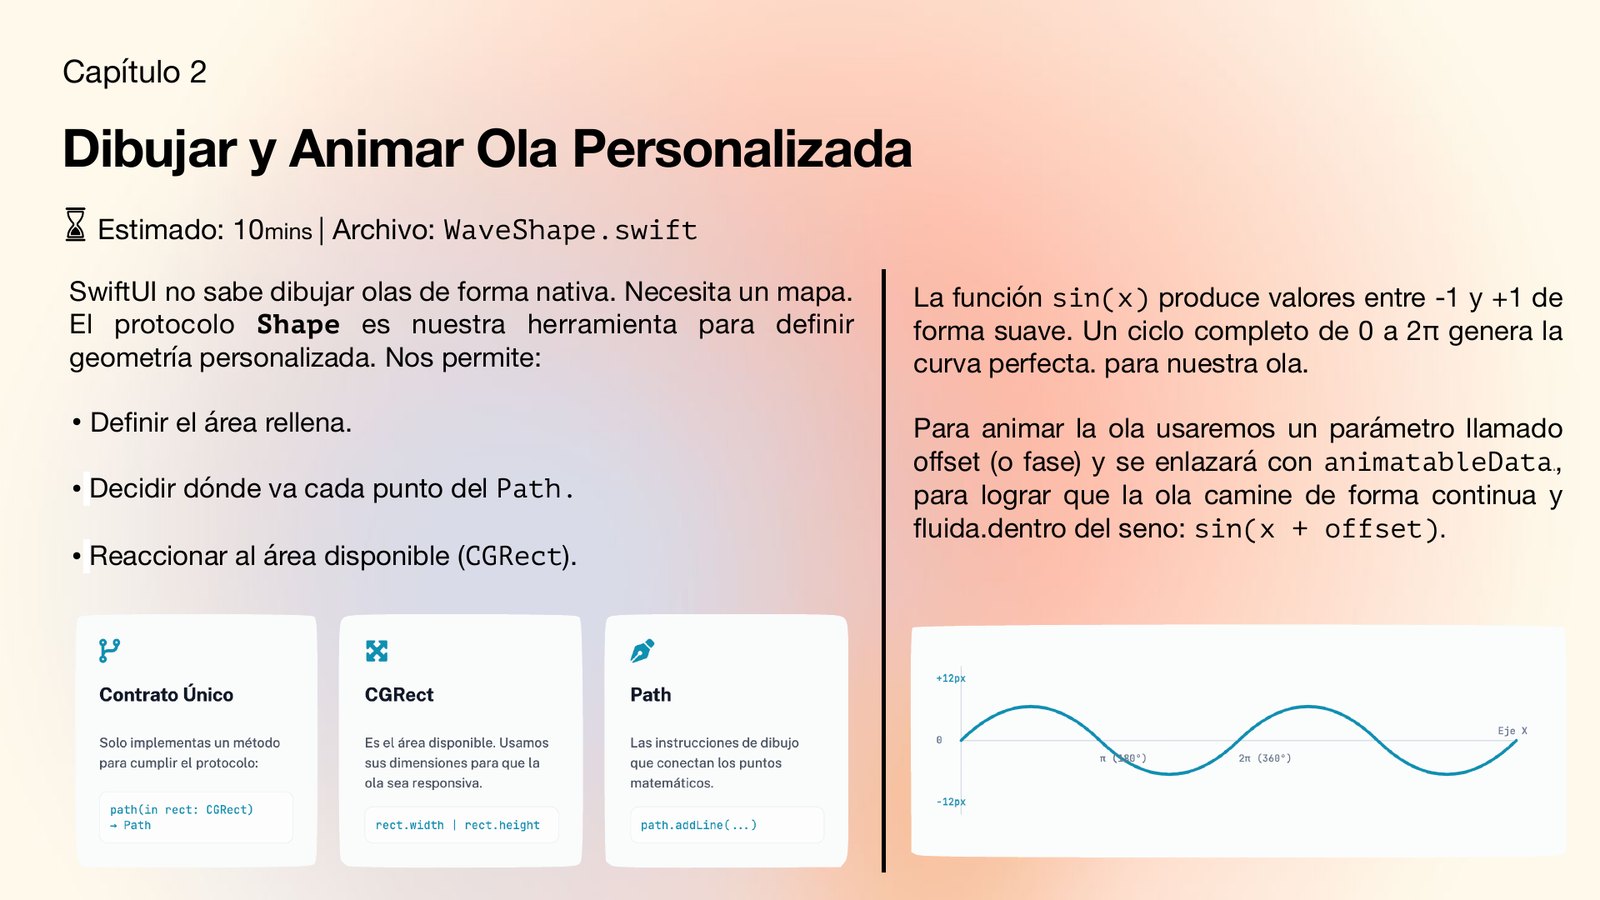 Capítulo 2
Dibujar y Animar Ola Personalizada
Estimado: 10mins | Archivo: WaveShape.swift
SwiftUI no sabe dibujar olas de forma nativa. Necesita un mapa.
El protocolo Shape es nuestra herramienta para definir
geometría personalizada. Nos permite:
• Definir el área rellena.
• Decidir dónde va cada punto del Path.
• Reaccionar al área disponible (CGRect).
Contrato Único
Solo implementas un método
para cumplir el protocolo:
path(in rect: CGRect)
→ Path
CGRect
Es el área disponible. Usamos
sus dimensiones para que la
ola sea responsiva.
rect.width | rect.height
Path
Las instrucciones de dibujo
que conectan los puntos
matemáticos.
path.addLine(...)
La función sin(x) produce valores entre -1 y +1 de
forma suave. Un ciclo completo de 0 a 2π genera la
curva perfecta. para nuestra ola.
Para animar la ola usaremos un parámetro llamado
offset (o fase) y se enlazará con animatableData.,
para lograr que la ola camine de forma continua y
fluida.dentro del seno: sin(x + offset).
+12px
0
-12px
π (180°)
2π (360°)
Eje X